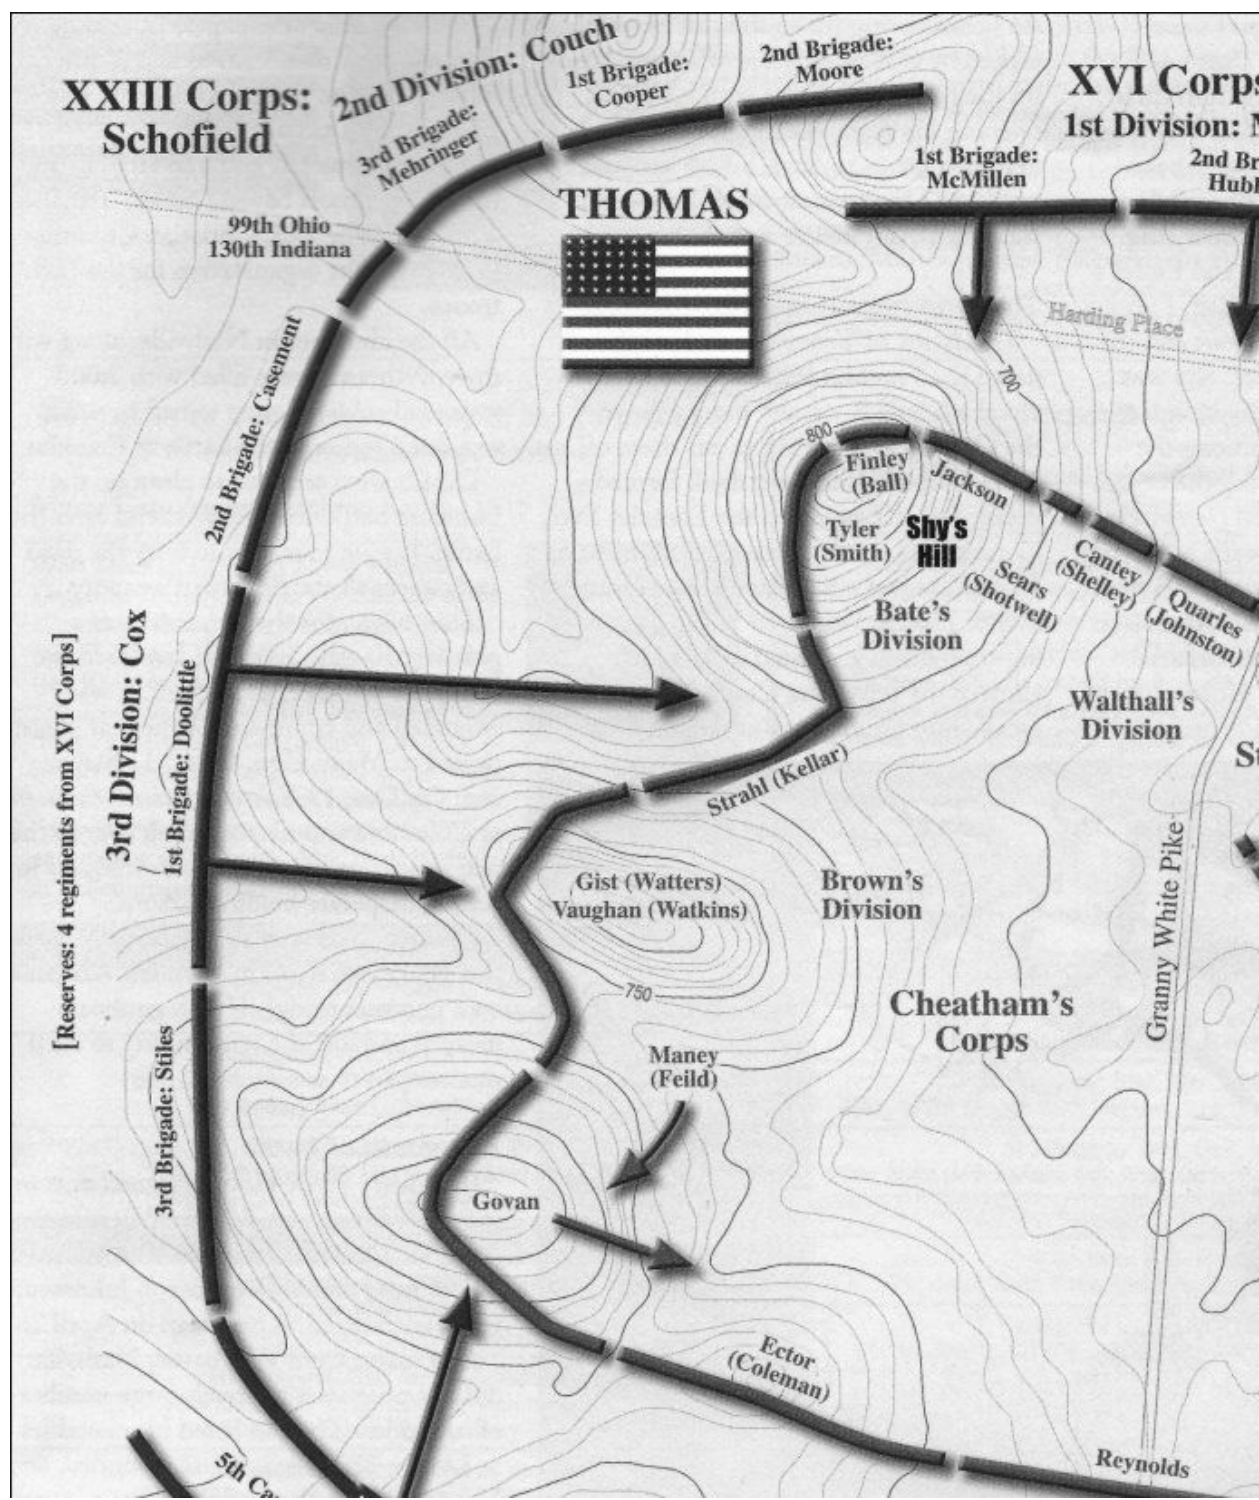 XXIII Corps:
Schofield
2nd Division: Couch
3rd Brigade:
Mehringer
1st Brigade:
Cooper
2nd Brigade:
Moore
XVI Corps
1st Division:
1st Brigade:
McMillen
2nd
THOMAS
99th Ohio
130th Indiana
Harding Place
700
2nd Brigade: Casement
800
Finley
(Ball)
Jackson
Tyler
(Smith)
Shy's
Hill
Sears
(Shotwell)
Cantey
(Shelley)
Quarles
(Johnston)
Bate's
Division
Walthall's
Division
[Reserves: 4 regiments from XVI Corps]
3rd Division: Cox
1st Brigade: Doolittle
Strahl (Kellar)
Gist (Watters)
Vaughan (Watkins)
Brown's
Division
750
Cheatham's
Corps
Granny White Pike
Maney
(Feild)
3rd Brigade: Stiles
Govan
Ector
(Coleman)
Reynolds
5th